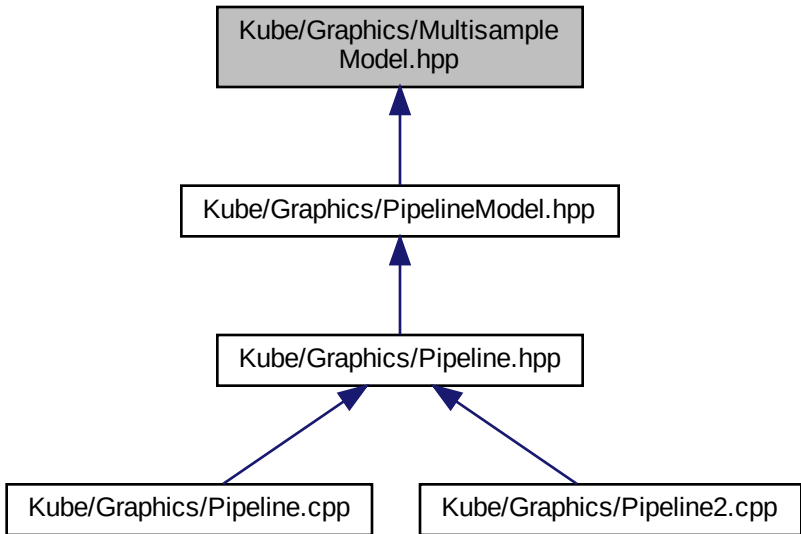 Kube/Graphics/Multisample
Model.hpp
Kube/Graphics/PipelineModel.hpp
Kube/Graphics/Pipeline.hpp
Kube/Graphics/Pipeline.cpp
Kube/Graphics/Pipeline2.cpp